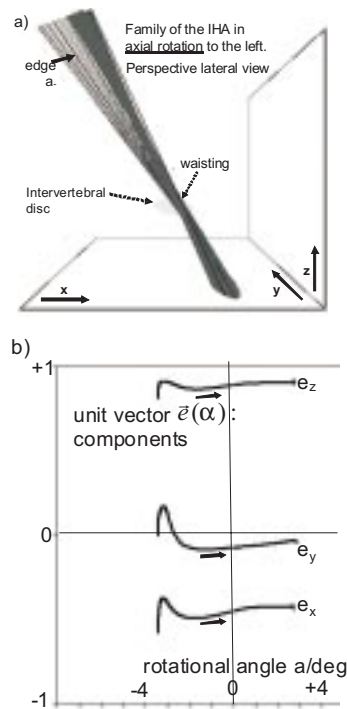 a)
Family of the IHA in
axial rotation to the left.
Perspective lateral view
edge
a.
waisting
Intervertebral
disc
x
y
z
b)
+1
e_z
unit vector e⃗(α):
components
0
e_y
e_x
rotational angle a/deg
-4
0
+4
-1